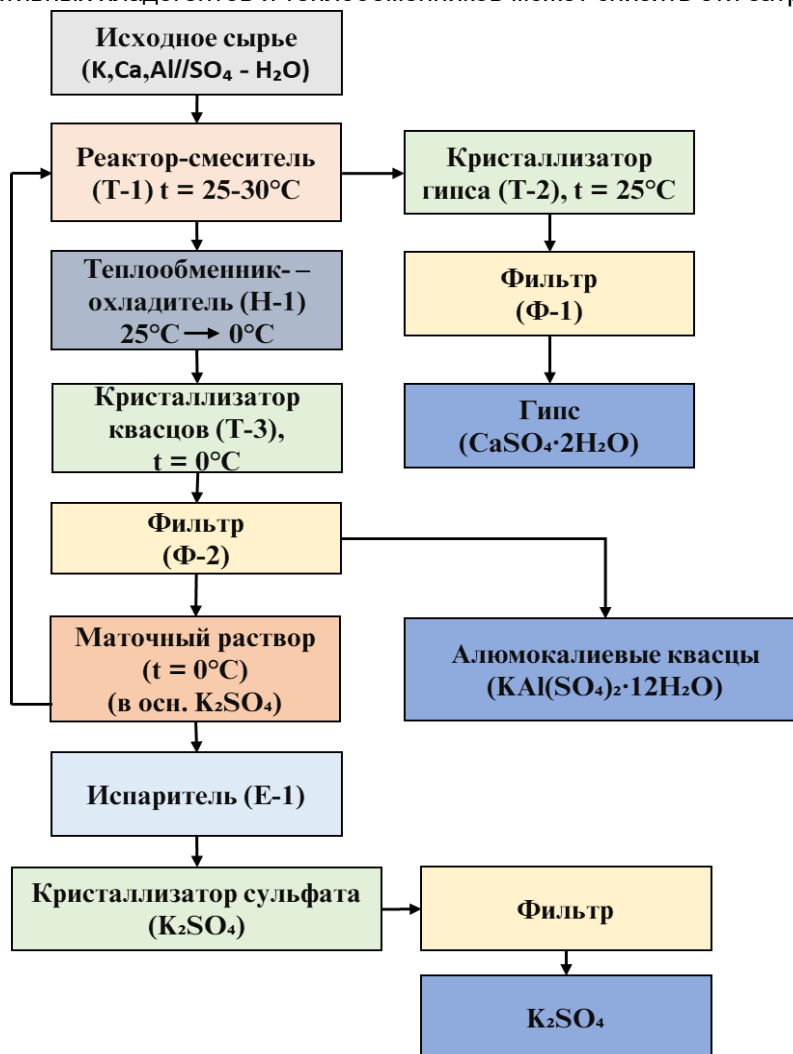 Исходное сырье
(K,Ca,Al//SO₄ - H₂O)
Реактор-смеситель
(Т-1) t = 25-30°C
Кристаллизатор
гипса (Т-2), t = 25°C
Теплообменник- –
охладитель (Н-1)
25°C → 0°C
Фильтр
(Ф-1)
Кристаллизатор
квасцов (Т-3),
t = 0°C
Гипс
(CaSO₄·2H₂O)
Фильтр
(Ф-2)
Маточный раствор
(t = 0°C)
(в осн. K₂SO₄)
Алюмокалиевые квасцы
(KAl(SO₄)₂·12H₂O)
Испаритель (Е-1)
Кристаллизатор сульфата
(K₂SO₄)
Фильтр
K₂SO₄